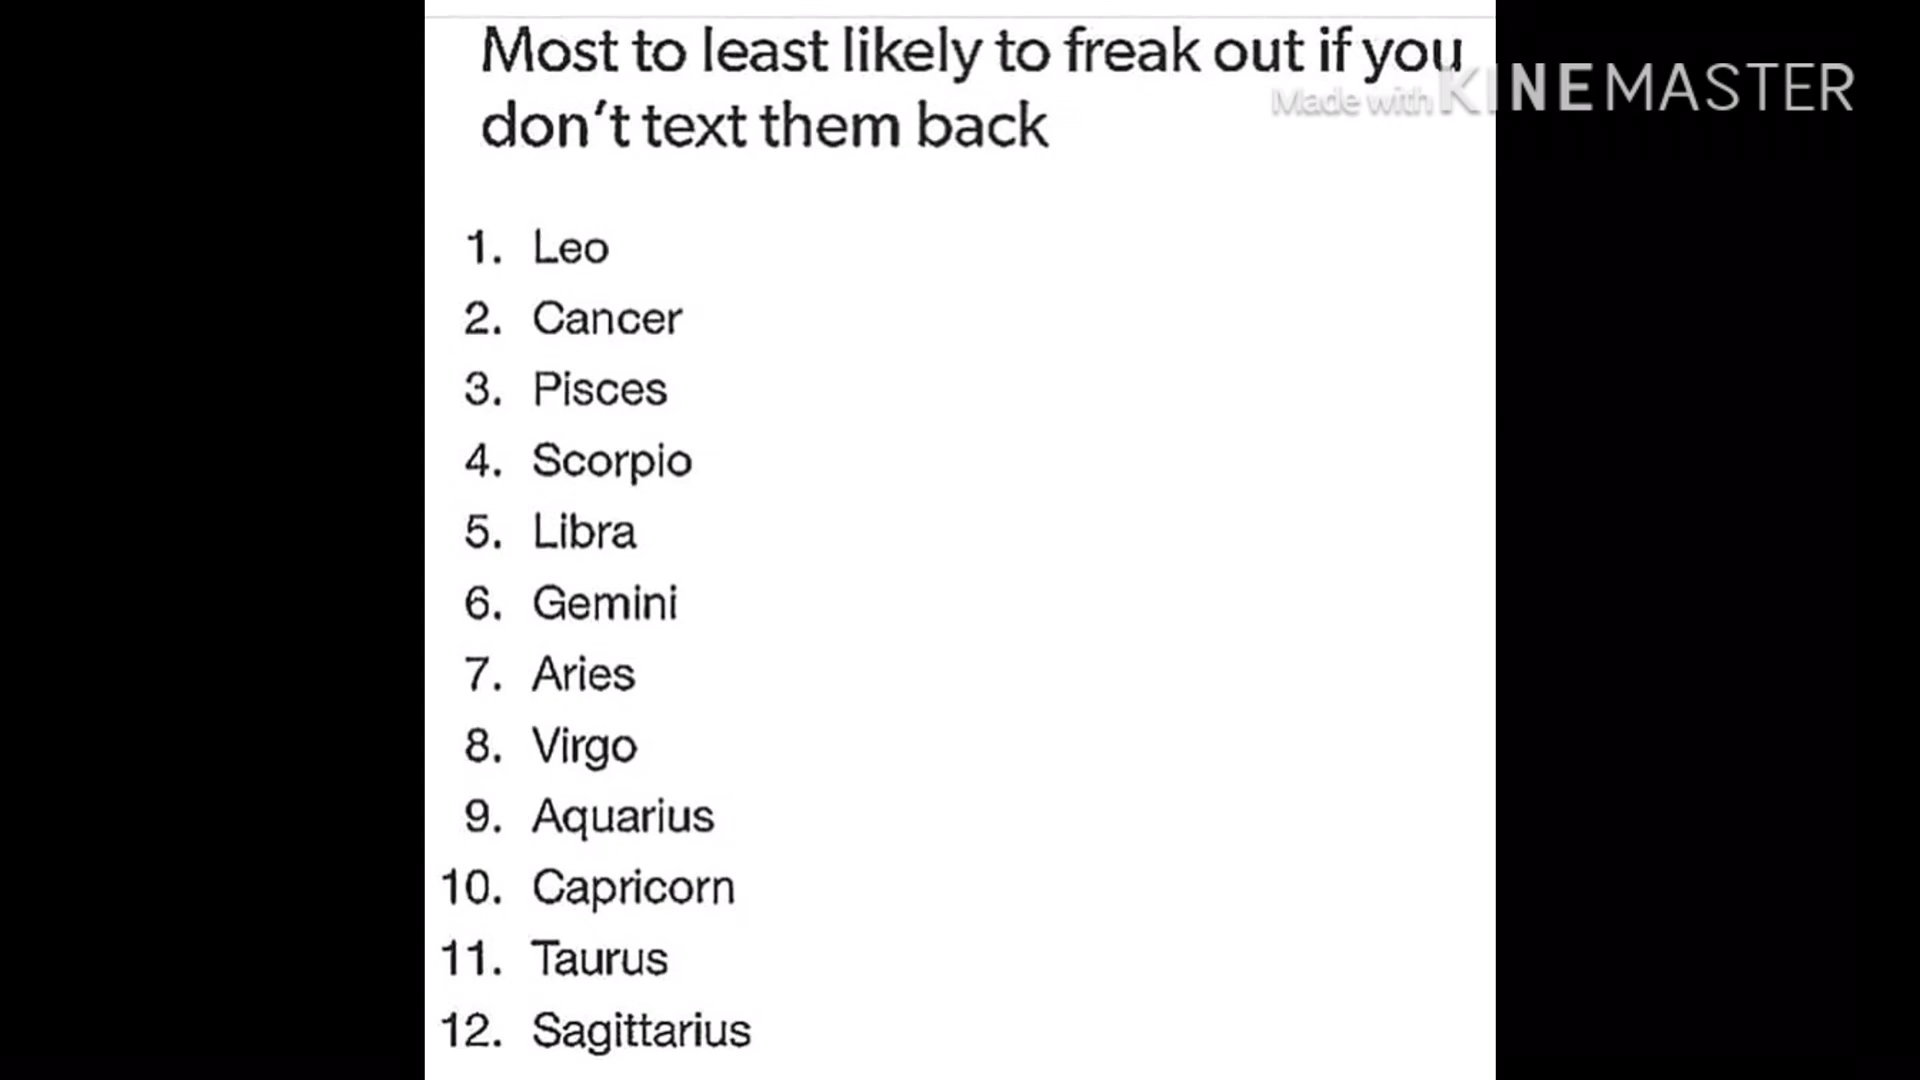 Most to least likely to freak out if you
don't text them back
Made with KINEMASTER
1. Leo
2. Cancer
3. Pisces
4. Scorpio
5. Libra
6. Gemini
7. Aries
8. Virgo
9. Aquarius
10. Capricorn
11. Taurus
12. Sagittarius